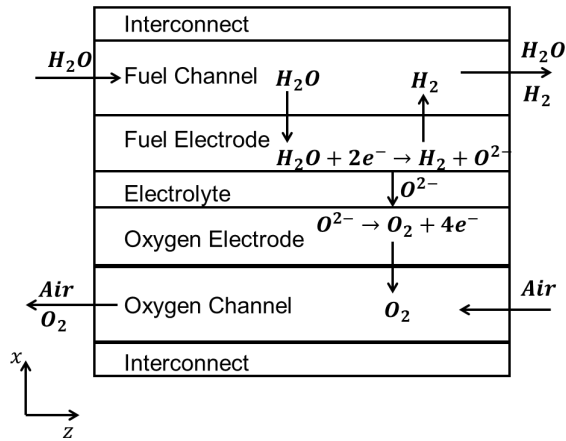 Interconnect
H₂O
Fuel Channel
H₂O
H₂
H₂O
H₂
Fuel Electrode
H₂O + 2e⁻ → H₂ + O²⁻
Electrolyte
O²⁻
O²⁻ → O₂ + 4e⁻
Oxygen Electrode
Air
O₂
Oxygen Channel
O₂
Air
Interconnect
x
z